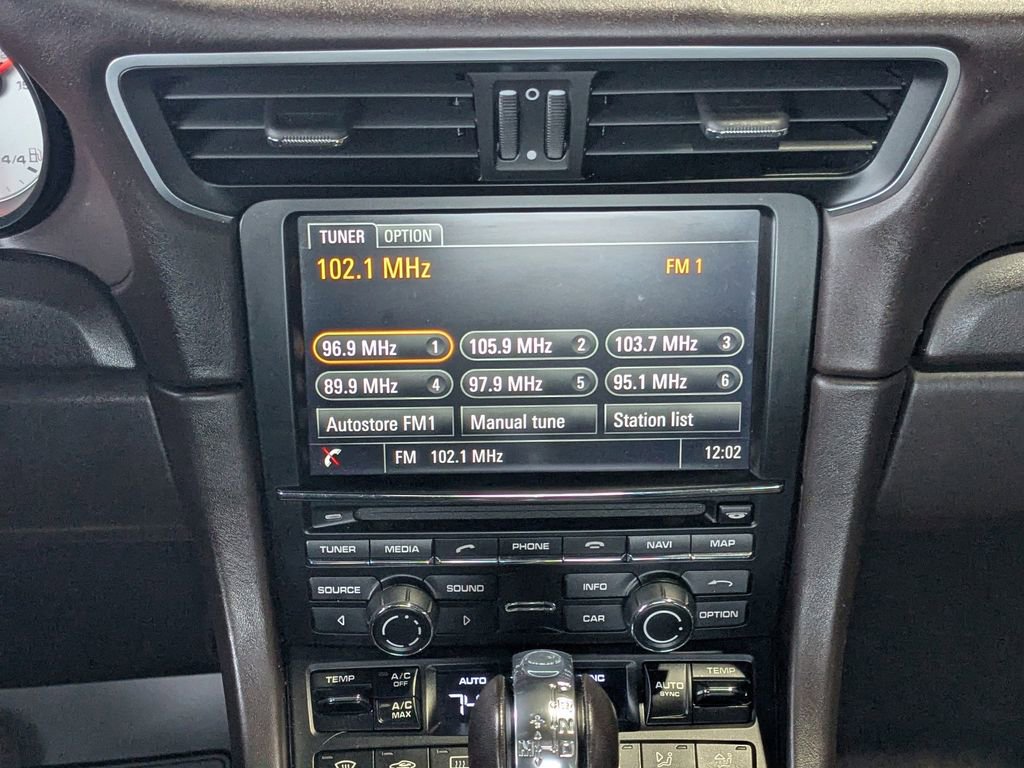 4/4
TUNER OPTION
102.1 MHz FM 1
96.9 MHz 1 105.9 MHz 2 103.7 MHz 3
89.9 MHz 4 97.9 MHz 5 95.1 MHz 6
Autostore FM1 Manual tune Station list
FM 102.1 MHz 12:02
TUNER MEDIA PHONE NAVI MAP
SOURCE SOUND INFO
CAR OPTION
TEMP A/C OFF AUTO AUTO SYNC TEMP
A/C MAX